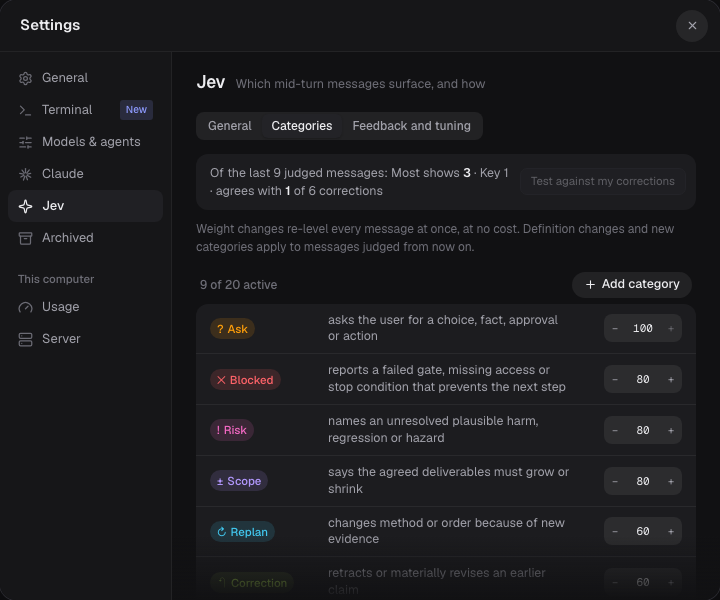 Settings
General
Terminal
New
Models & agents
Claude
Jev
Archived
This computer
Usage
Server
Jev
Which mid-turn messages surface, and how
General
Categories
Feedback and tuning
Of the last 9 judged messages: Most shows 3 · Key 1
· agrees with 1 of 6 corrections
Test against my corrections
Weight changes re-level every message at once, at no cost. Definition changes and new
categories apply to messages judged from now on.
9 of 20 active
+ Add category
? Ask
asks the user for a choice, fact, approval
or action
− 100 +
Blocked
reports a failed gate, missing access or
stop condition that prevents the next step
− 80 +
! Risk
names an unresolved plausible harm,
regression or hazard
− 80 +
± Scope
says the agreed deliverables must grow or
shrink
− 80 +
Replan
changes method or order because of new
evidence
− 60 +
Correction
retracts or materially revises an earlier
claim
− 60 +